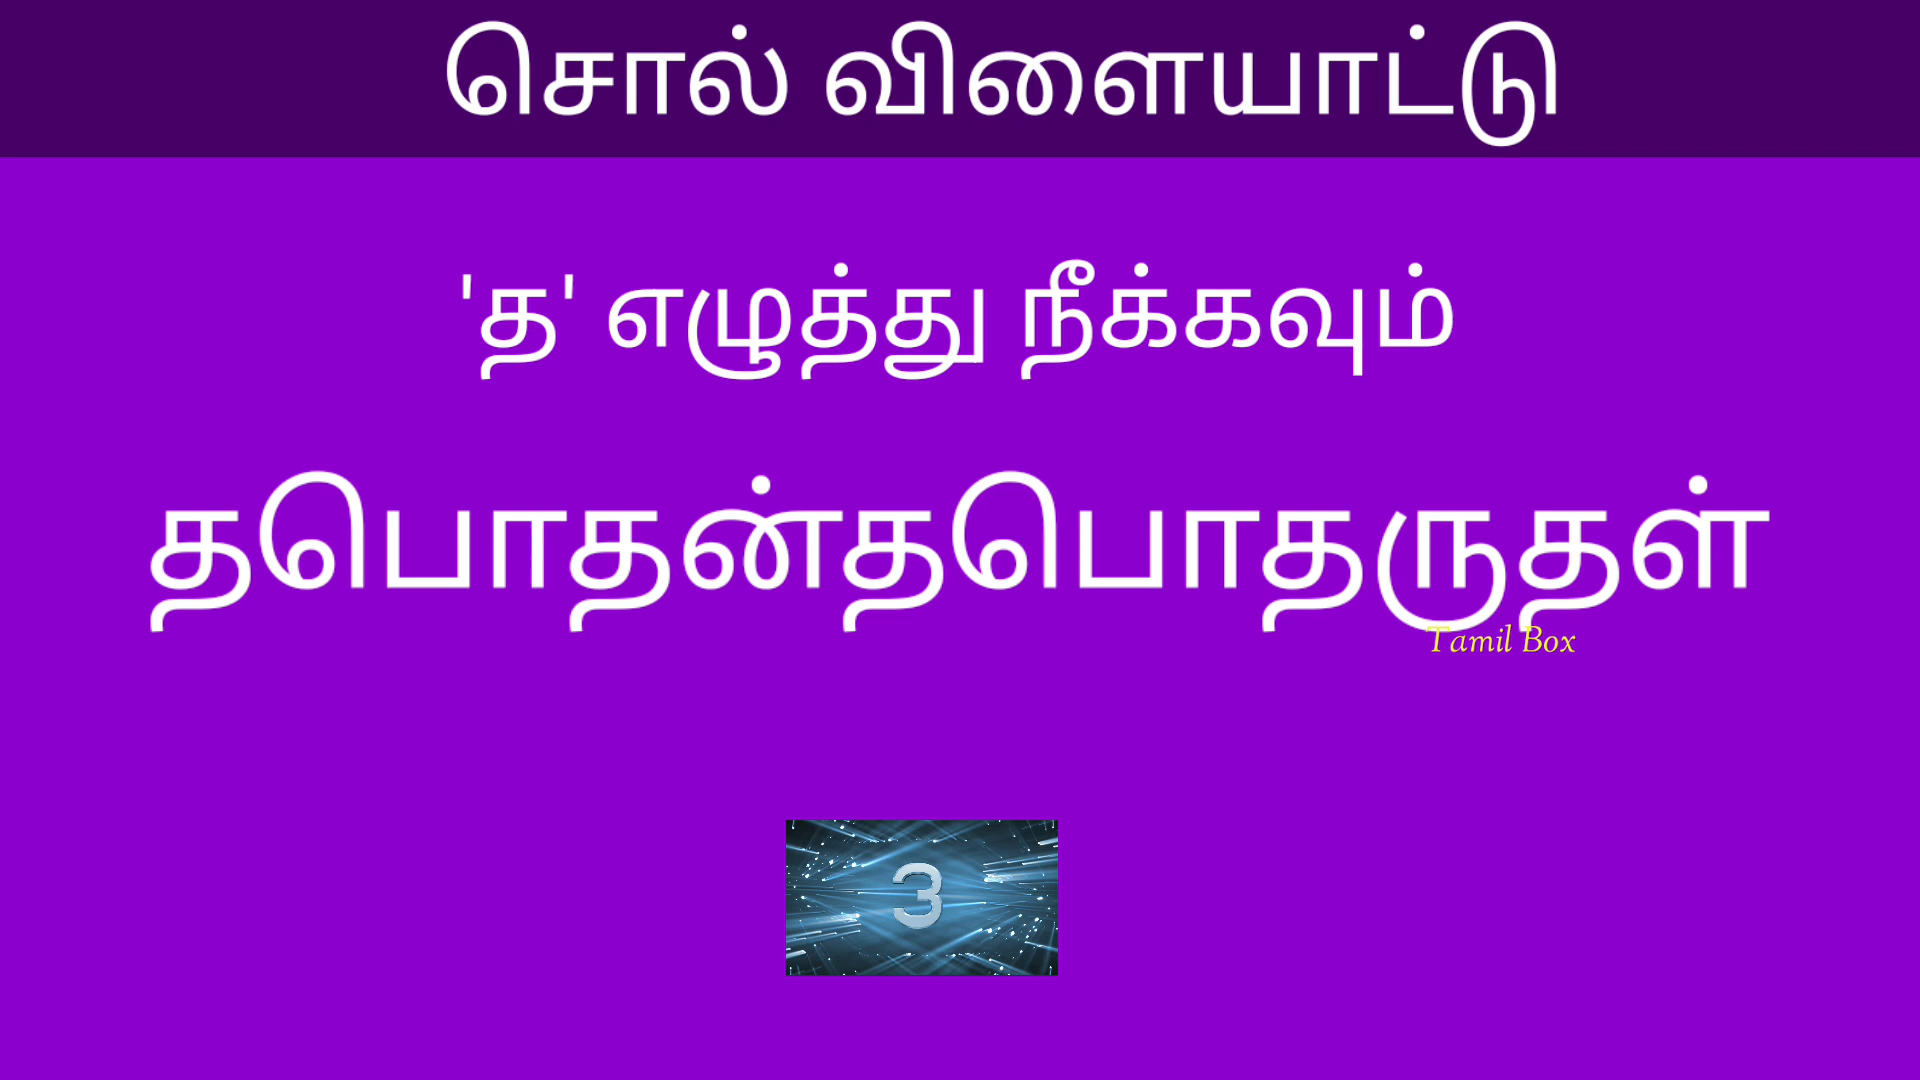 சொல் விளையாட்டு
'த' எழுத்து நீக்கவும்
தபொதன்தபொதருதள்
Tamil Box
3